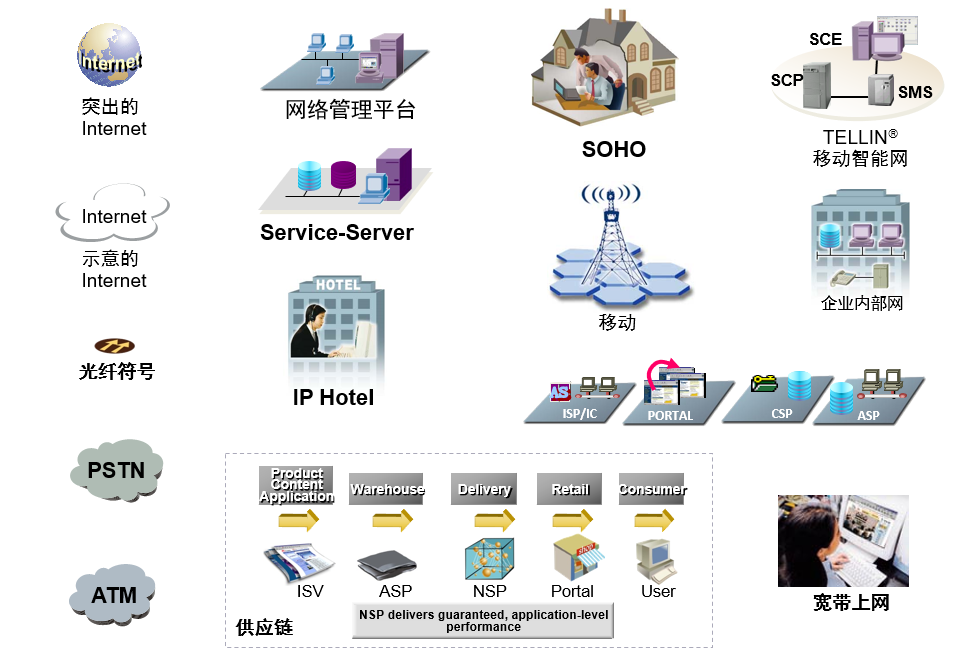 Internet
突出的
Internet
网络管理平台
SOHO
SCE
SCP
SMS
TELLIN®
移动智能网
Internet
示意的
Internet
Service-Server
移动
企业内部网
光纤符号
HOTEL
IP Hotel
AS
ISP/IC
PORTAL
CSP
ASP
PSTN
ATM
Product
Content
Application
Warehouse
Delivery
Retail
Consumer
ISV
ASP
NSP
Portal
User
供应链
NSP delivers guaranteed, application-level
performance
宽带上网